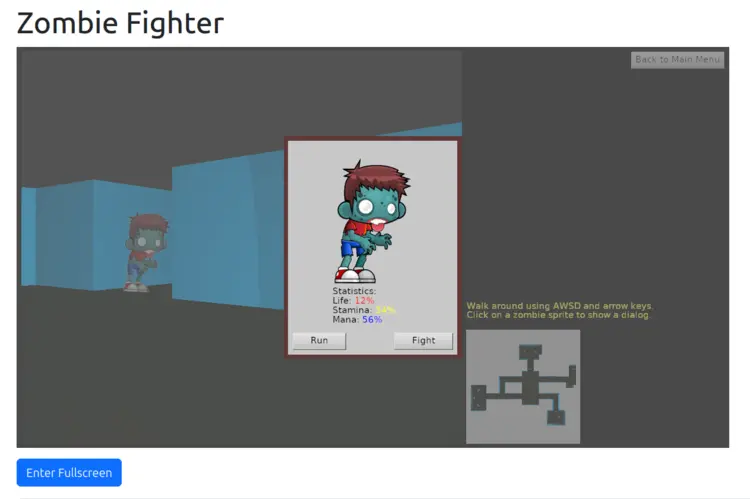 Zombie Fighter
Back to Main Menu
Statistics:
Life: 12%
Stamina: 34%
Mana: 56%
Run
Fight
Walk around using AWSD and arrow keys.
Click on a zombie sprite to show a dialog.
Enter Fullscreen